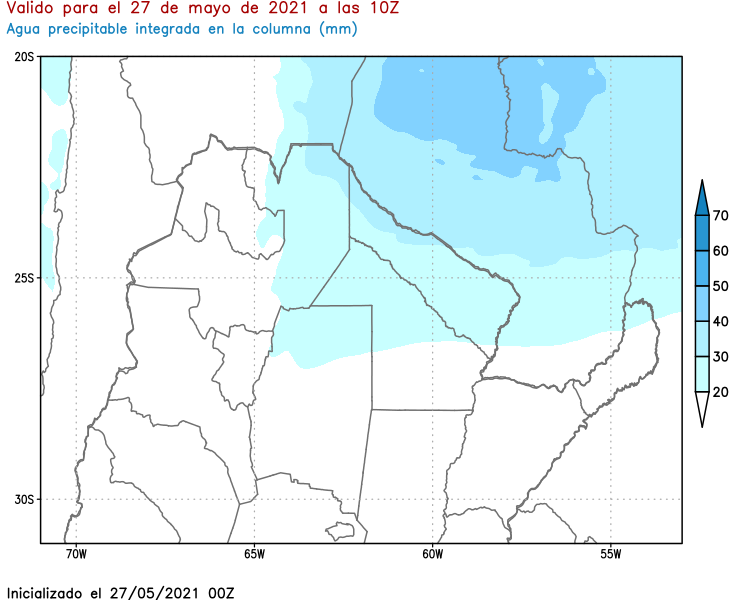 Valido para el 27 de mayo de 2021 a las 10Z
Agua precipitable integrada en la columna (mm)
20S
25S
30S
70W
65W
60W
55W
70
60
50
40
30
20
Inicializado el 27/05/2021 00Z